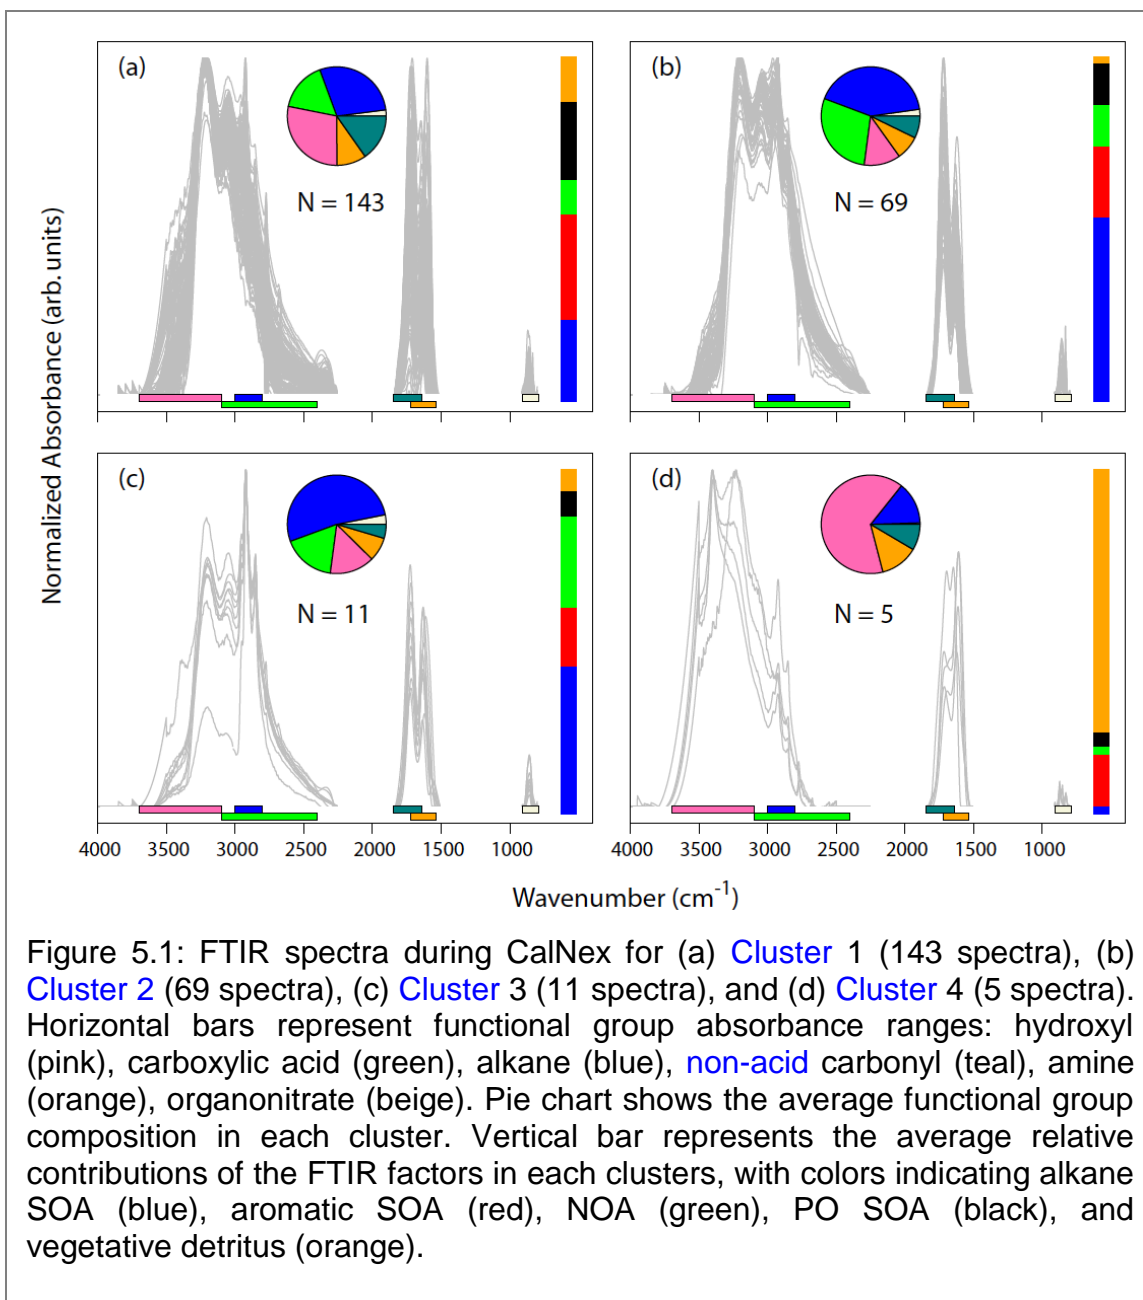 (a)
N = 143
(b)
N = 69
(c)
N = 11
(d)
N = 5
Normalized Absorbance (arb. units)
4000 3500 3000 2500 2000 1500 1000
4000 3500 3000 2500 2000 1500 1000
Wavenumber (cm-1)
Figure 5.1: FTIR spectra during CalNex for (a) Cluster 1 (143 spectra), (b)
Cluster 2 (69 spectra), (c) Cluster 3 (11 spectra), and (d) Cluster 4 (5 spectra).
Horizontal bars represent functional group absorbance ranges: hydroxyl
(pink), carboxylic acid (green), alkane (blue), non-acid carbonyl (teal), amine
(orange), organonitrate (beige). Pie chart shows the average functional group
composition in each cluster. Vertical bar represents the average relative
contributions of the FTIR factors in each clusters, with colors indicating alkane
SOA (blue), aromatic SOA (red), NOA (green), PO SOA (black), and
vegetative detritus (orange).